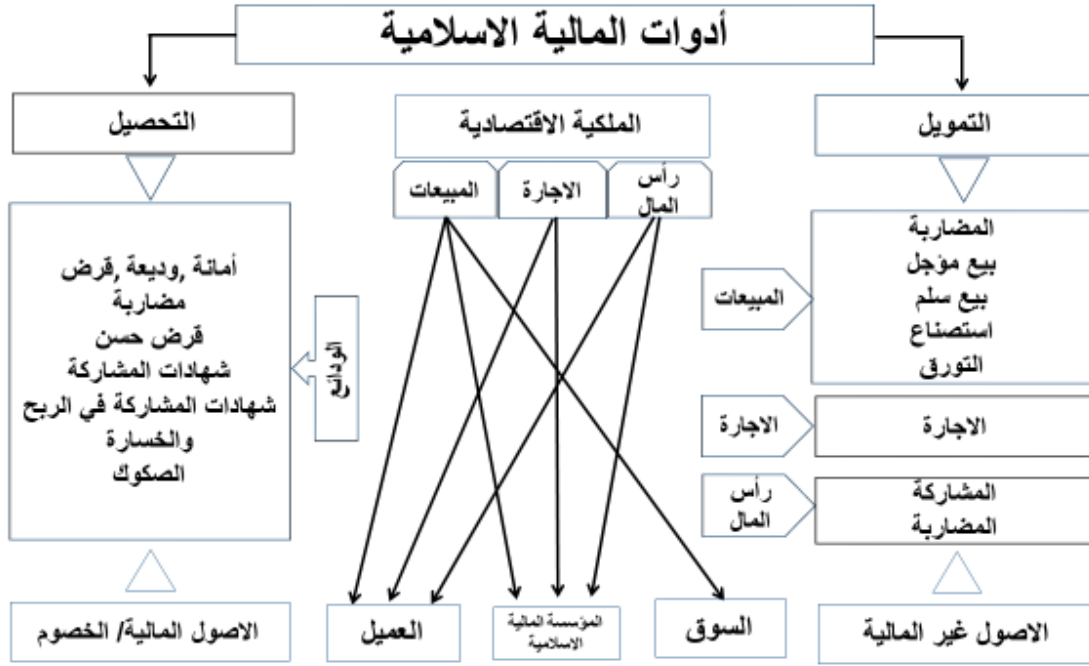 أدوات المالية الاسلامية
التمويل
المضاربة
بيع مؤجل
بيع سلم
استصناع
التورق
المبيعات
الاجارة
الاجارة
المشاركة
المضاربة
رأس
المال
الاصول غير المالية
الملكية الاقتصادية
رأس
المال
الاجارة
المبيعات
السوق
المؤسسة المالية
الاسلامية
العميل
التحصيل
أمانة ,وديعة ,قرض
مضاربة
قرض حسن
شهادات المشاركة
شهادات المشاركة في الربح
والخسارة
الصكوك
الودائع
الاصول المالية/ الخصوم